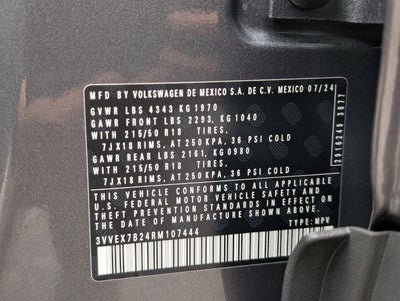 MFD BY VOLKSWAGEN DE MEXICO S.A. DE C.V. MEXICO 07/24
GVWR LBS 4343 KG 1970
GAWR FRONT LBS 2293, KG 1040
WITH 215/50 R18 TIRES,
7JX18 RIMS, AT 250 KPA, 36 PSI COLD
GAWR REAR LBS 2161, KG 0980
WITH 215/50 R18 TIRES,
7JX18 RIMS, AT 250 KPA, 36 PSI COLD
THIS VEHICLE CONFORMS TO ALL APPLICABLE
U.S. FEDERAL MOTOR VEHICLE SAFETY AND
THEFT PREVENTION STANDARDS IN EFFECT ON
THE DATE OF MANUFACTURE SHOWN ABOVE
3VVEX7B24RM107444 TYPE: MPV
3916249 3877